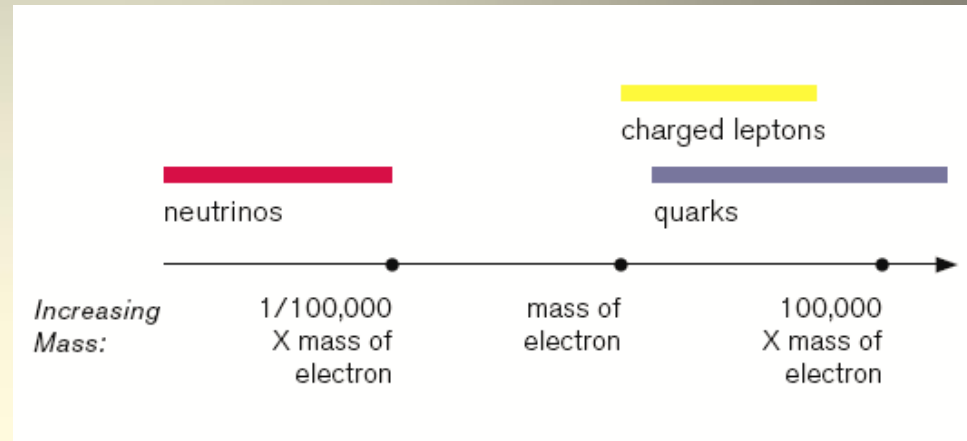 charged leptons
neutrinos
quarks
Increasing
Mass:
1/100,000
X mass of
electron
mass of
electron
100,000
X mass of
electron